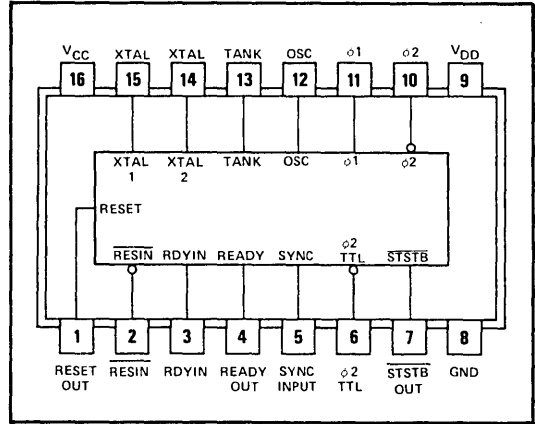 V_CC XTAL XTAL TANK OSC φ1 φ2 V_DD
16 15 14 13 12 11 10 9
XTAL 1 XTAL 2 TANK OSC φ1 φ2
RESET
RESIN RDYIN READY SYNC φ2 TTL STSTB
1 2 3 4 5 6 7 8
RESET OUT RESIN RDYIN READY OUT SYNC INPUT φ2 TTL STSTB OUT GND